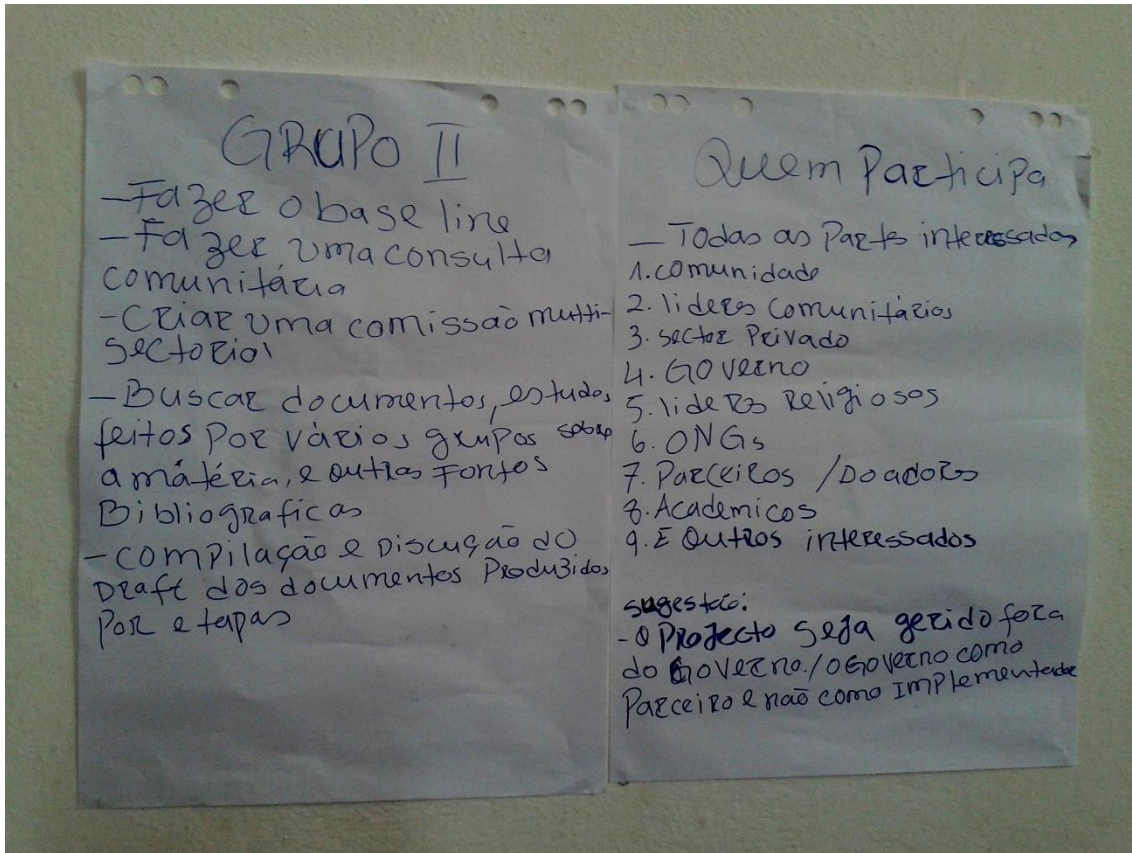 GRUPO II
- Fazer o base line
- Fazer uma consulta
comunitária
- Criar uma comissão multi-
sectorial
- Buscar documentos, estudos
feitos por vários grupos sobre
a matéria, e outras fontes
Bibliograficas
- compilação e Discução do
Draft dos documentos Produzidos
Por etapas
Quem Participa
- Todas as Partes interessadas
1. comunidade
2. lideres comunitários
3. sector Privado
4. Governo
5. lideres Religiosos
6. ONGs
7. Parceiros / Doadores
8. Academicos
9. E outros interessados
sugestão:
- O Projecto seja gerido fora
do Governo. / o Governo como
Parceiro e não como Implementador